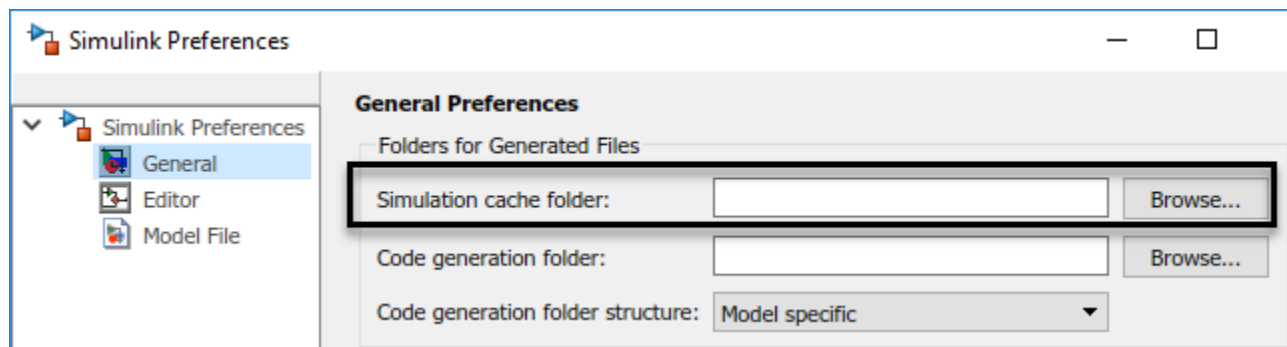 Simulink Preferences
General Preferences
Simulink Preferences
General
Editor
Model File
Folders for Generated Files
Simulation cache folder: Browse...
Code generation folder: Browse...
Code generation folder structure: Model specific